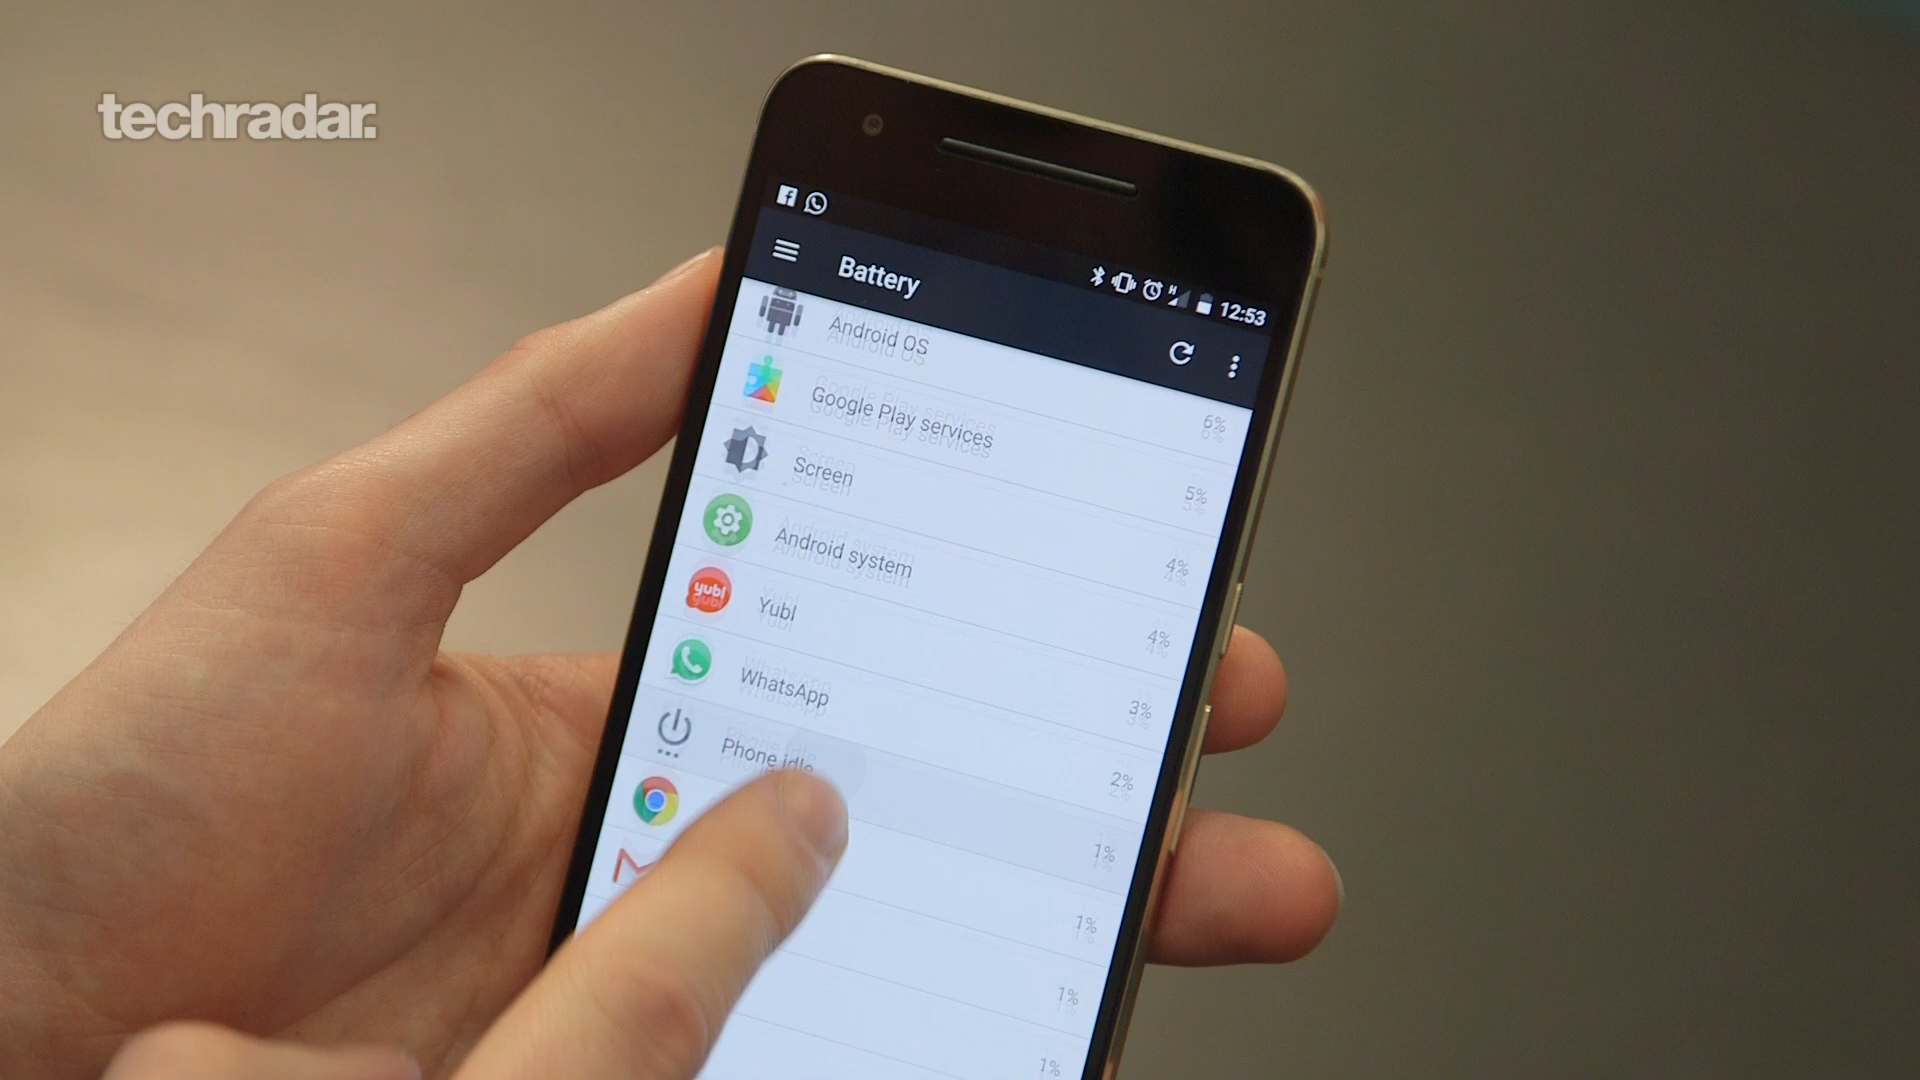 techradar.
12:53
Battery
Android OS 6%
Google Play services 5%
Screen 4%
Android system 4%
yubl Yubl 3%
WhatsApp 2%
Phone idle 1%
1%
1%
1%